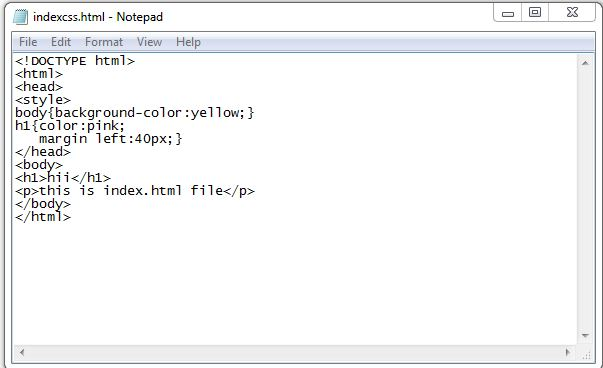 indexcss.html - Notepad
File Edit Format View Help
<!DOCTYPE html>
<html>
<head>
<style>
body{background-color:yellow;}
h1{color:pink;
   margin left:40px;}
</head>
<body>
<h1>hii</h1>
<p>this is index.html file</p>
</body>
</html>